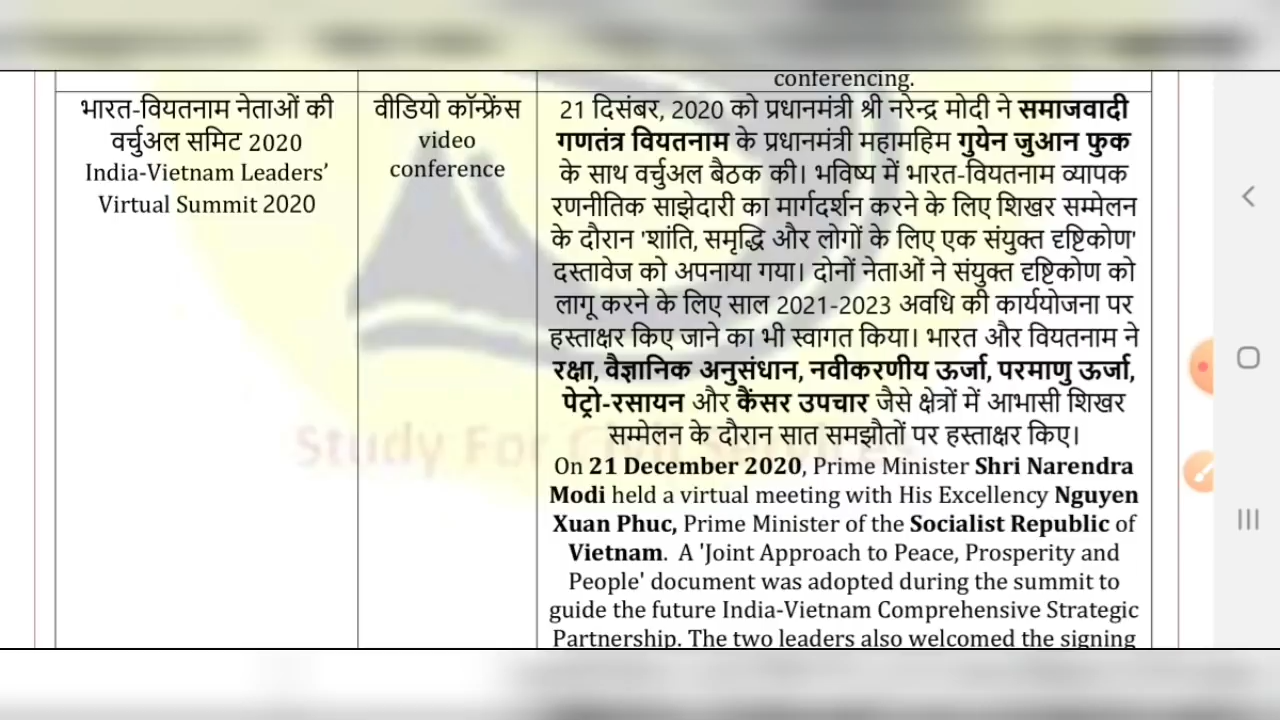 conferencing.
भारत-वियतनाम नेताओं की
वर्चुअल समिट 2020
India-Vietnam Leaders’
Virtual Summit 2020
वीडियो कॉन्फ्रेंस
video
conference
21 दिसंबर, 2020 को प्रधानमंत्री श्री नरेन्द्र मोदी ने समाजवादी
गणतंत्र वियतनाम के प्रधानमंत्री महामहिम गुयेन जुआन फुक
के साथ वर्चुअल बैठक की। भविष्य में भारत-वियतनाम व्यापक
रणनीतिक साझेदारी का मार्गदर्शन करने के लिए शिखर सम्मेलन
के दौरान 'शांति, समृद्धि और लोगों के लिए एक संयुक्त दृष्टिकोण'
दस्तावेज को अपनाया गया। दोनों नेताओं ने संयुक्त दृष्टिकोण को
लागू करने के लिए साल 2021-2023 अवधि की कार्ययोजना पर
हस्ताक्षर किए जाने का भी स्वागत किया। भारत और वियतनाम ने
रक्षा, वैज्ञानिक अनुसंधान, नवीकरणीय ऊर्जा, परमाणु ऊर्जा,
पेट्रो-रसायन और कैंसर उपचार जैसे क्षेत्रों में आभासी शिखर
सम्मेलन के दौरान सात समझौतों पर हस्ताक्षर किए।
On 21 December 2020, Prime Minister Shri Narendra
Modi held a virtual meeting with His Excellency Nguyen
Xuan Phuc, Prime Minister of the Socialist Republic of
Vietnam. A 'Joint Approach to Peace, Prosperity and
People' document was adopted during the summit to
guide the future India-Vietnam Comprehensive Strategic
Partnership. The two leaders also welcomed the signing
Study For Civil Services